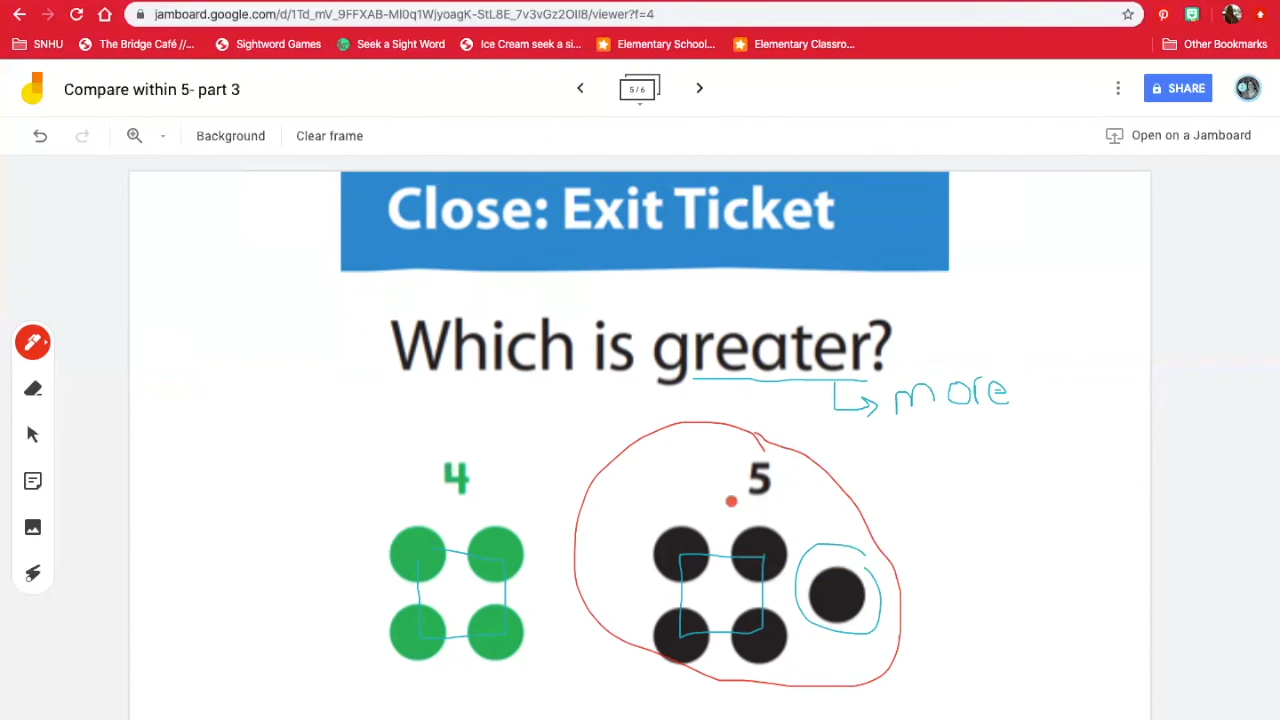 jamboard.google.com/d/1Td_mV_9FFXAB-Ml0q1WjyoagK-StL8E_7v3vGz2OlI8/viewer?f=4
SNHU The Bridge Café //... Sightword Games Seek a Sight Word Ice Cream seek a si... Elementary School... Elementary Classro... Other Bookmarks
Compare within 5- part 3
5 / 6
SHARE
Background
Clear frame
Open on a Jamboard
Close: Exit Ticket
Which is greater?
more
4
5